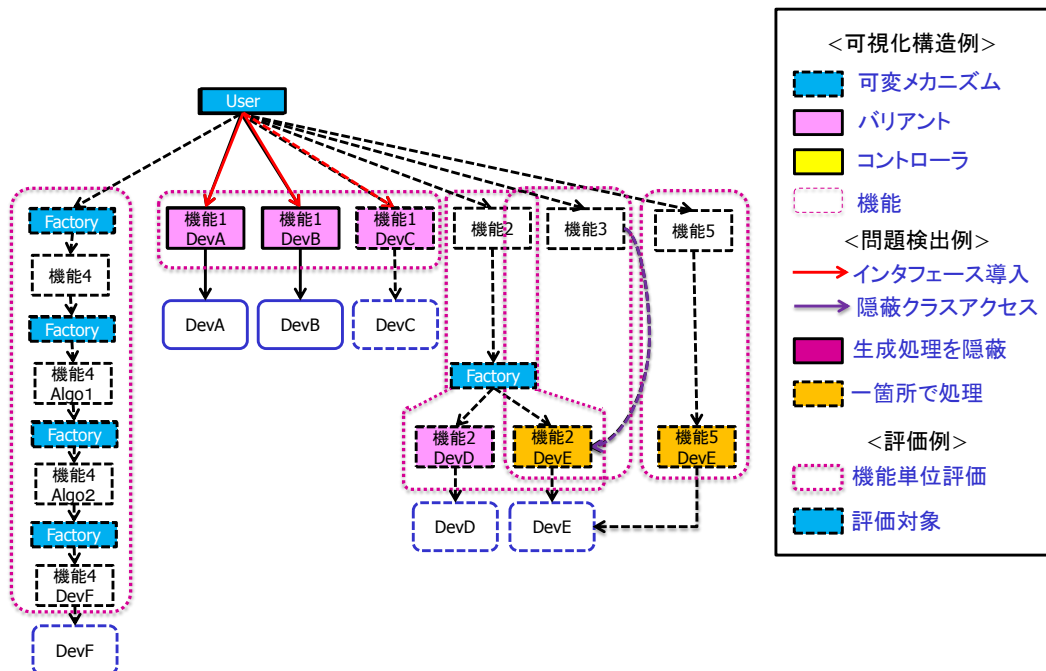 User
Factory
機能4
Factory
機能4
Algo1
Factory
機能4
Algo2
Factory
機能4
DevF
DevF
機能1
DevA
機能1
DevB
機能1
DevC
DevA
DevB
DevC
機能2
機能3
機能5
Factory
機能2
DevD
機能2
DevE
機能5
DevE
DevD
DevE
<可視化構造例>
可変メカニズム
バリアント
コントローラ
機能
<問題検出例>
インタフェース導入
隠蔽クラスアクセス
生成処理を隠蔽
一箇所で処理
<評価例>
機能単位評価
評価対象